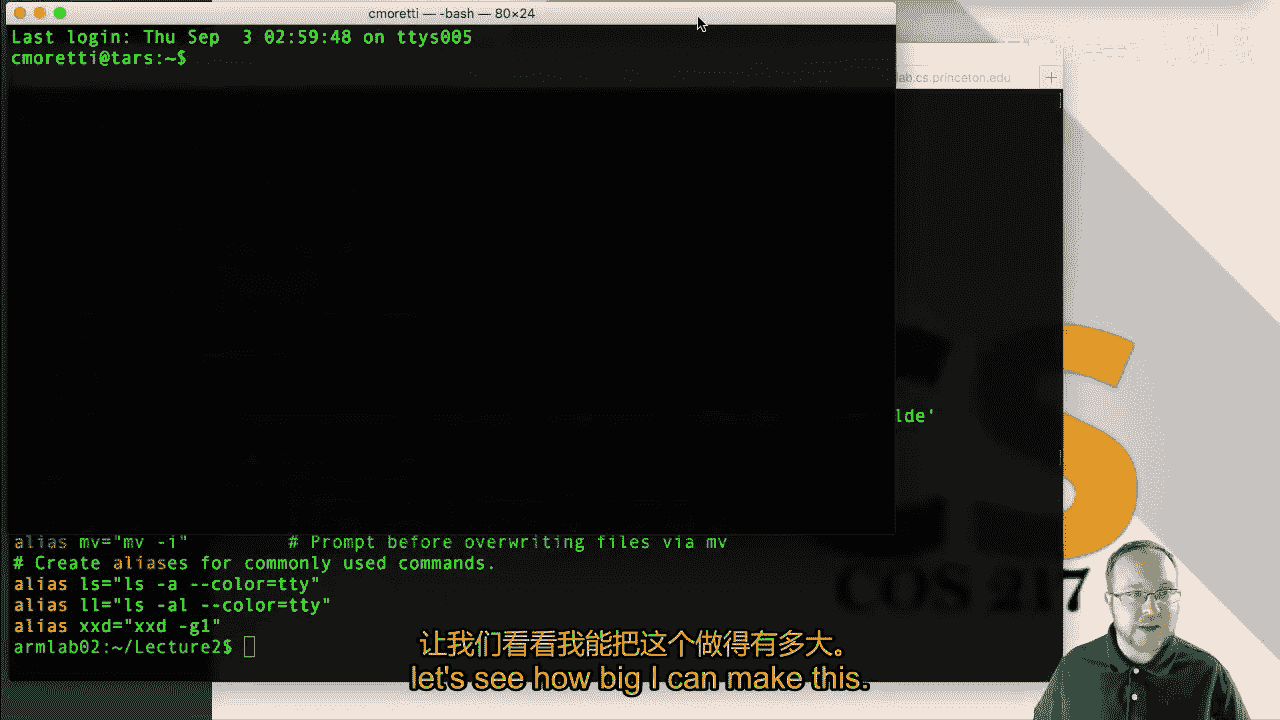 cmoretti — -bash — 80×24
Last login: Thu Sep  3 02:59:48 on ttys005
cmoretti@tars:~$
lab.cs.princeton.edu
+
lde'
alias mv="mv -i"         # Prompt before overwriting files via mv
# Create aliases for commonly used commands.
alias ls="ls -a --color=tty"
alias ll="ls -al --color=tty"
alias xxd="xxd -g1"
armlab02:~/Lecture2$
S
COS 217
让我们看看我能把这个做得有多大。
let's see how big I can make this.